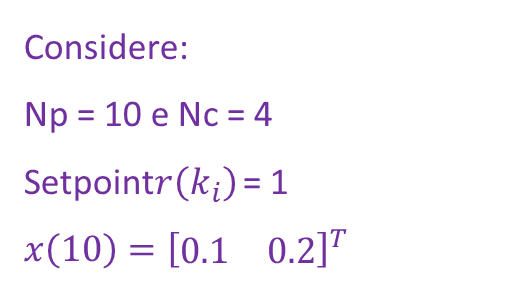 Considere:
Np = 10 e Nc = 4
Setpoint𝑟(𝑘ᵢ) = 1
𝑥(10) = [0.1 0.2]ᵀ